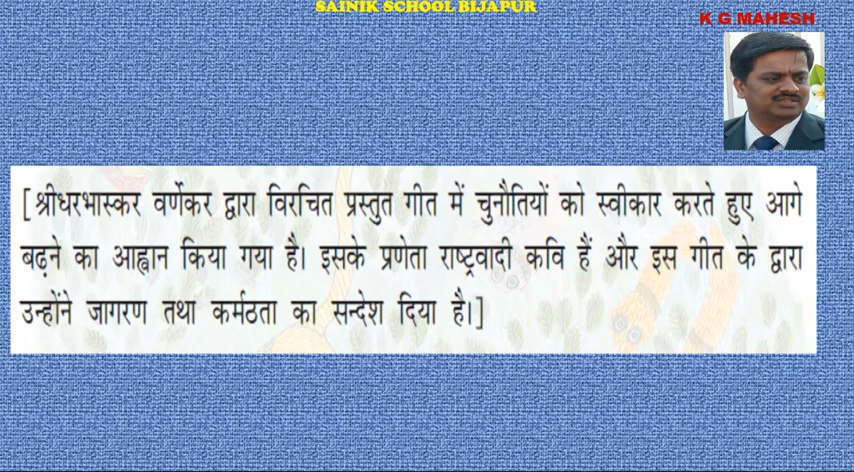 SAINIK SCHOOL BIJAPUR
K G MAHESH
[श्रीधरभास्कर वर्णेकर द्वारा विरचित प्रस्तुत गीत में चुनौतियों को स्वीकार करते हुए आगे
बढ़ने का आह्वान किया गया है। इसके प्रणेता राष्ट्रवादी कवि हैं और इस गीत के द्वारा
उन्होंने जागरण तथा कर्मठता का सन्देश दिया है।]